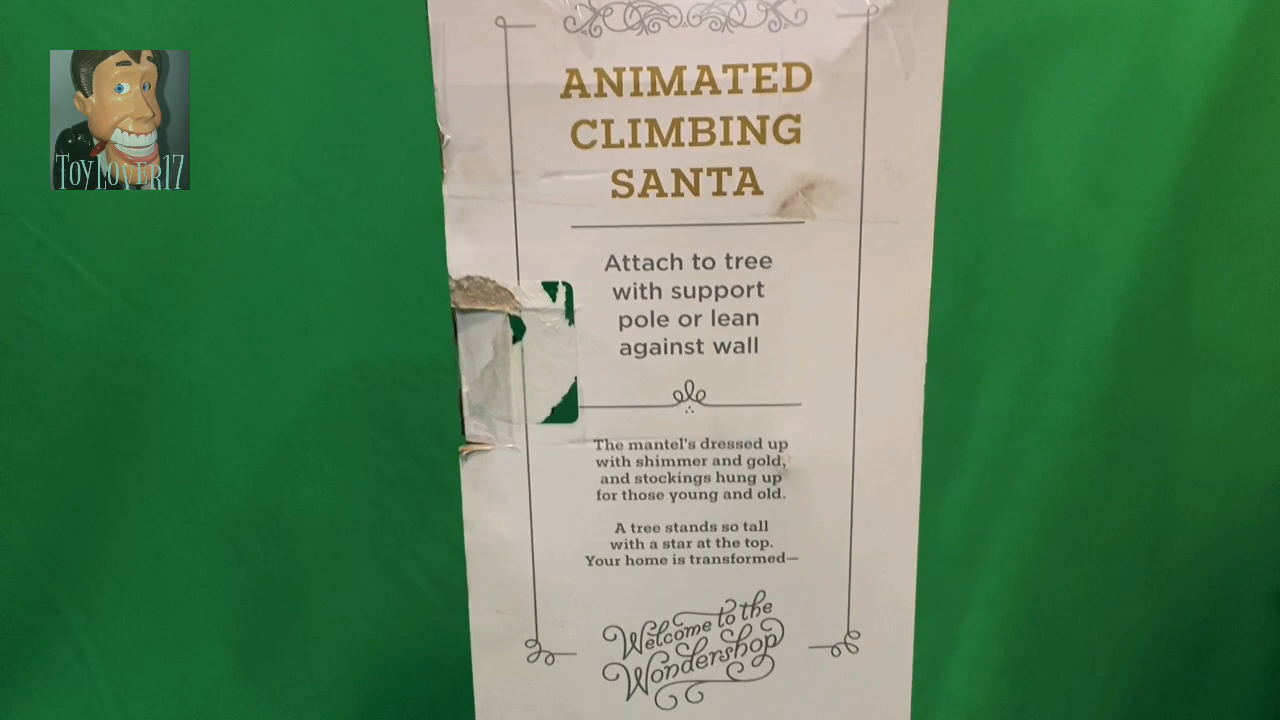 ToyLover17
ANIMATED
CLIMBING
SANTA
Attach to tree
with support
pole or lean
against wall
The mantel's dressed up
with shimmer and gold,
and stockings hung up
for those young and old.
A tree stands so tall
with a star at the top.
Your home is transformed—
Welcome to the
Wondershop